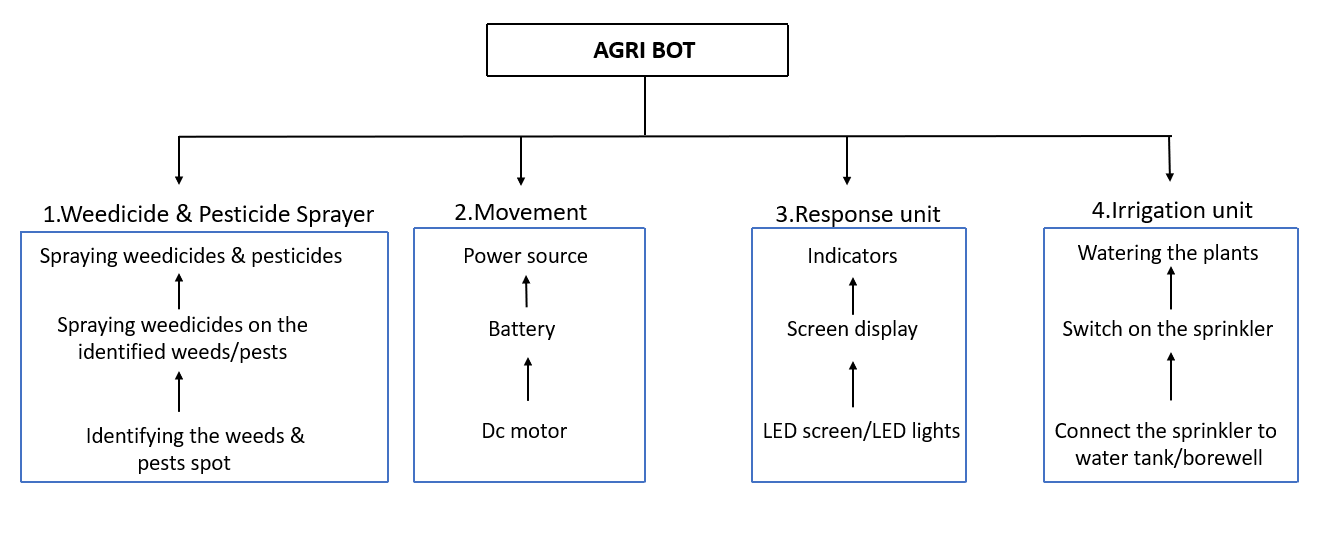 AGRI BOT
1.Weedicide & Pesticide Sprayer
Spraying weedicides & pesticides
Spraying weedicides on the
identified weeds/pests
Identifying the weeds &
pests spot
2.Movement
Power source
Battery
Dc motor
3.Response unit
Indicators
Screen display
LED screen/LED lights
4.Irrigation unit
Watering the plants
Switch on the sprinkler
Connect the sprinkler to
water tank/borewell